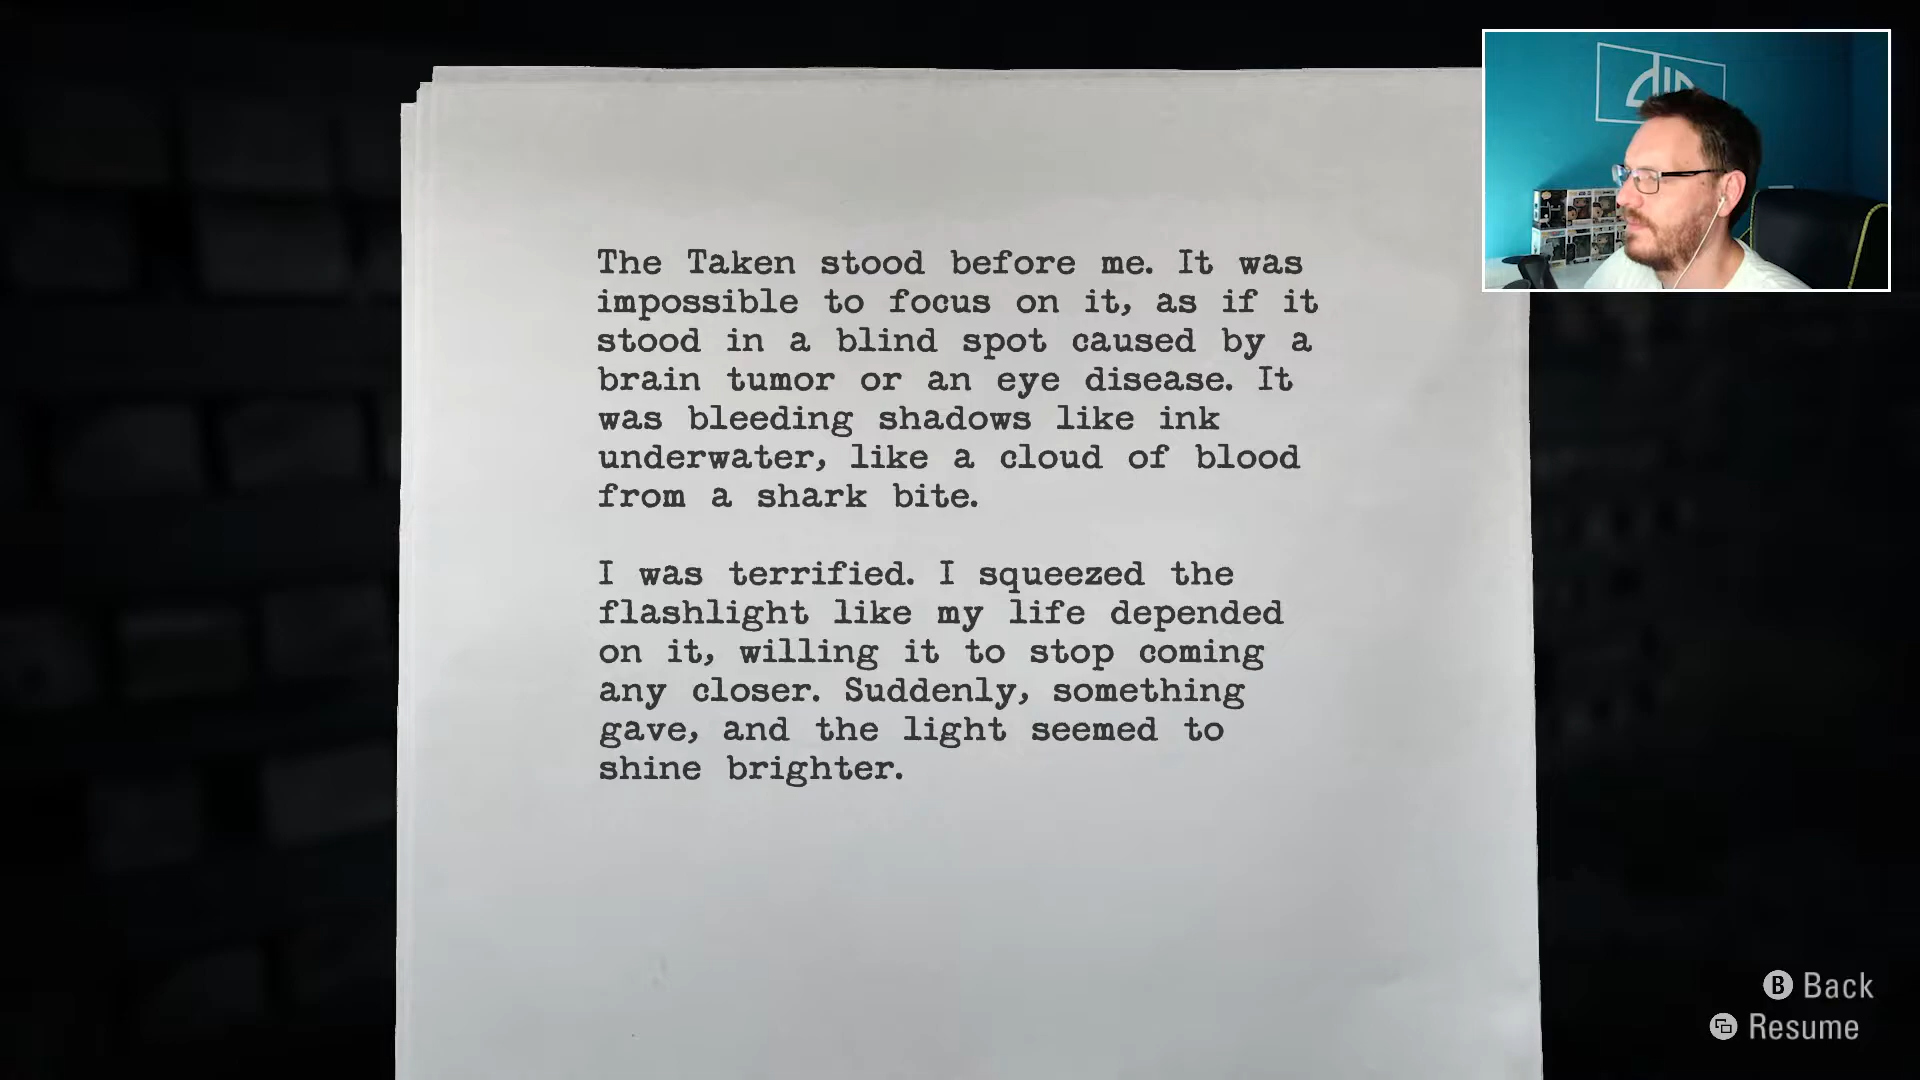 The Taken stood before me. It was
impossible to focus on it, as if it
stood in a blind spot caused by a
brain tumor or an eye disease. It
was bleeding shadows like ink
underwater, like a cloud of blood
from a shark bite.
I was terrified. I squeezed the
flashlight like my life depended
on it, willing it to stop coming
any closer. Suddenly, something
gave, and the light seemed to
shine brighter.
B Back
Resume